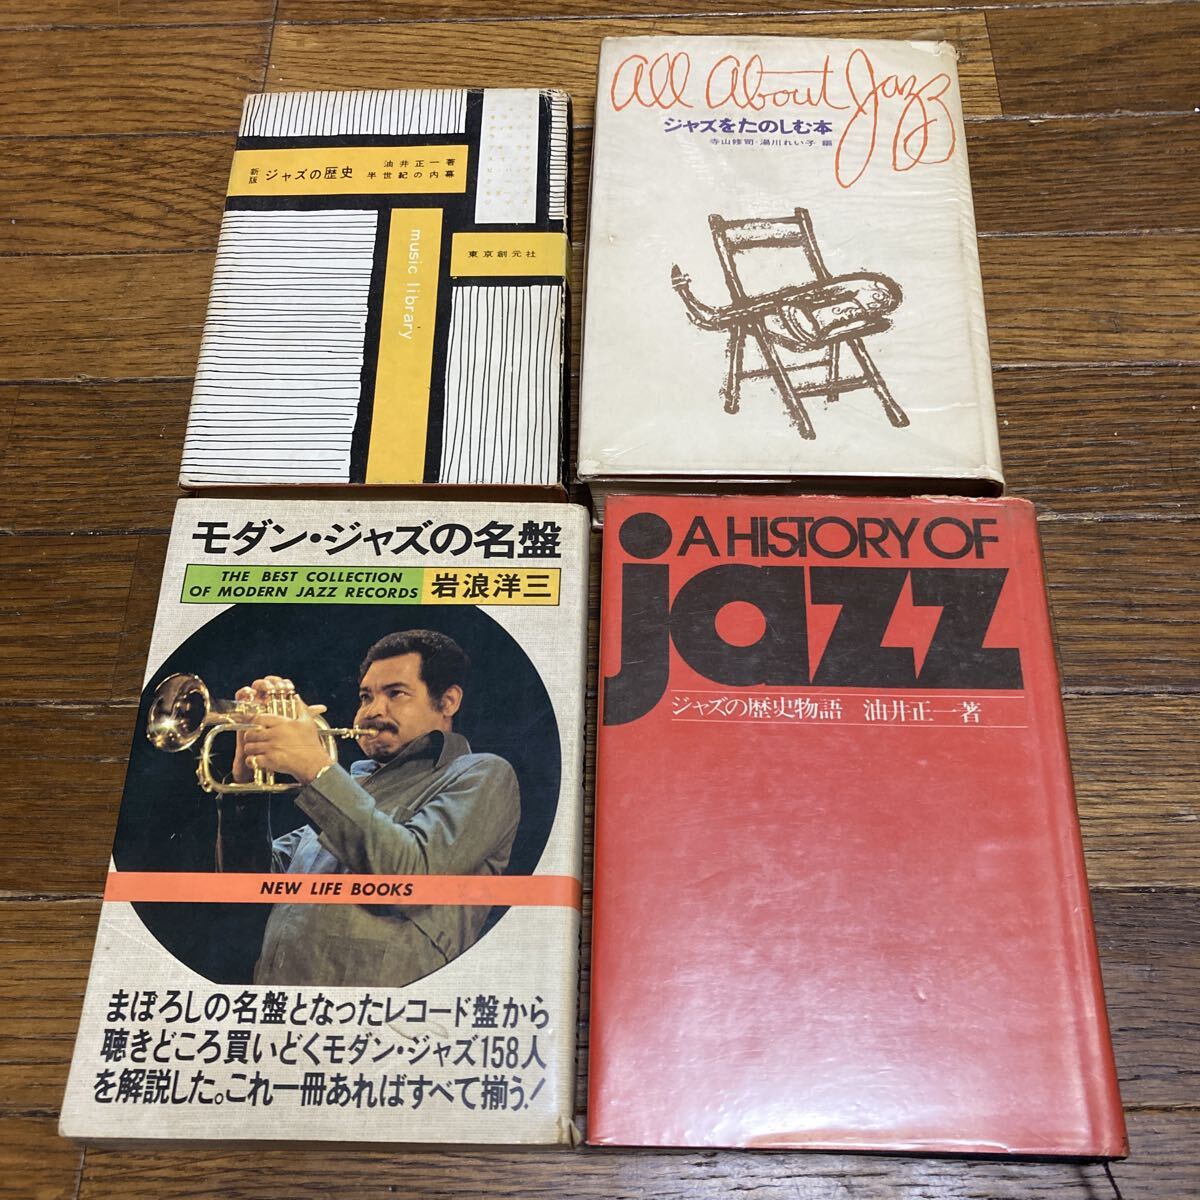 新版 ジャズの歴史
油井正一著
半世紀の内幕
music library
東京創元社
All About Jazz
ジャズをたのしむ本
寺山修司・湯川れい子 編
モダン・ジャズの名盤
THE BEST COLLECTION
OF MODERN JAZZ RECORDS
岩浪洋三
NEW LIFE BOOKS
まぼろしの名盤となったレコード盤から
聴きどころ買いどくモダン・ジャズ158人
を解説した。これ一冊あればすべて揃う!
A HISTORY OF
jazz
ジャズの歴史物語 油井正一著